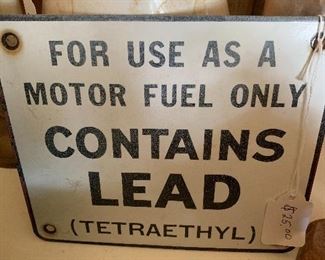 FOR USE AS A
MOTOR FUEL ONLY
CONTAINS
LEAD
(TETRAETHYL)
$25.00